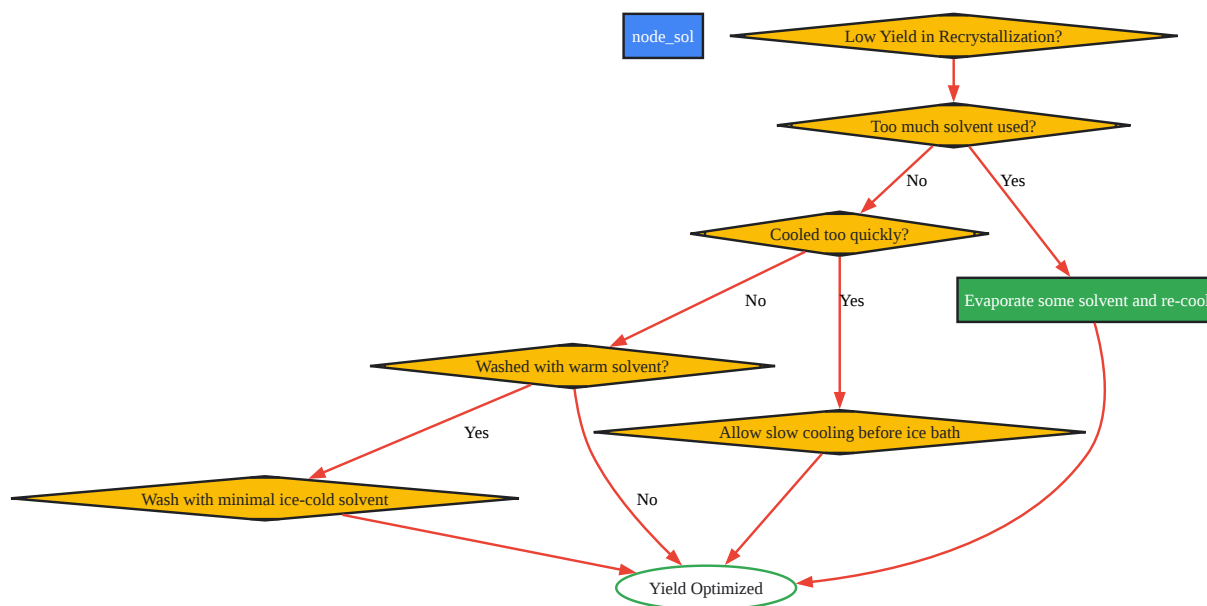 node_sol
Low Yield in Recrystallization?
Too much solvent used?
No
Yes
Cooled too quickly?
No
Yes
Evaporate some solvent and re-cool
Washed with warm solvent?
Yes
Allow slow cooling before ice bath
Wash with minimal ice-cold solvent
No
Yield Optimized